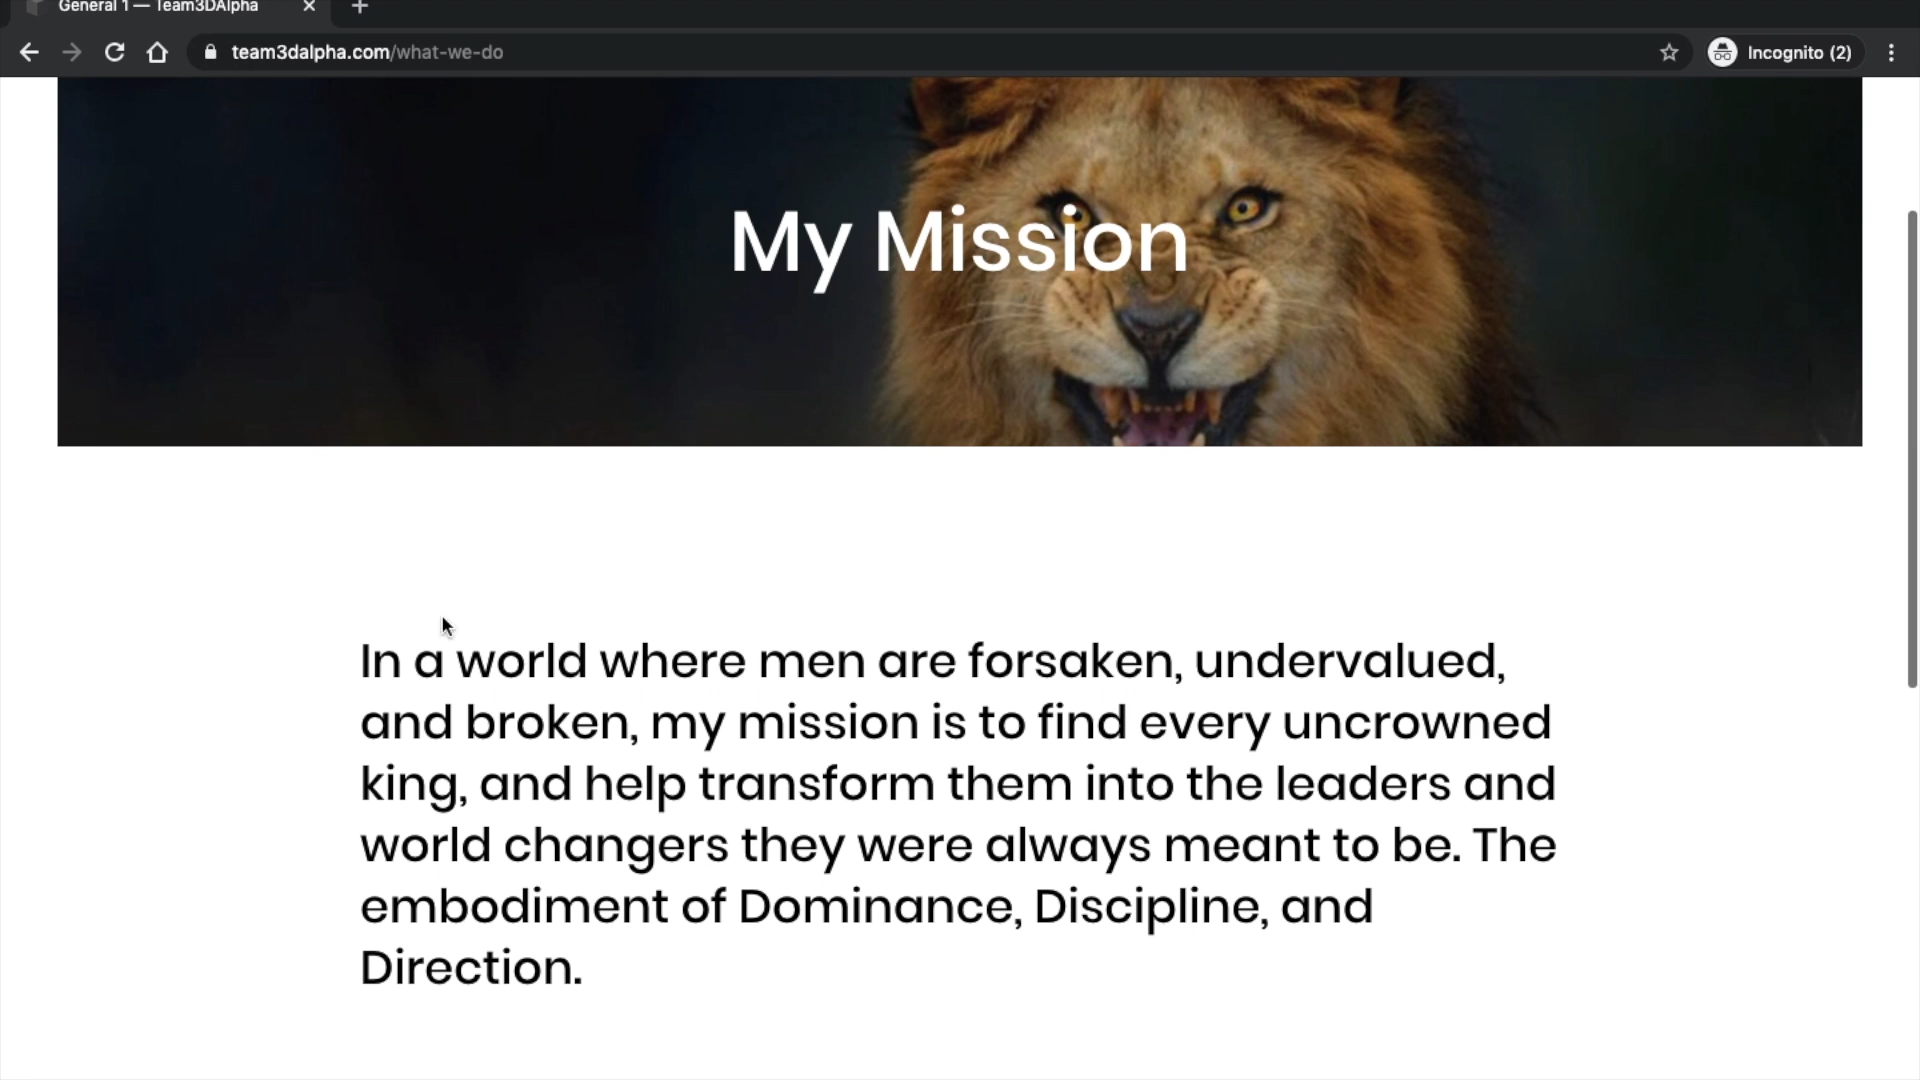 General 1 — Team3DAlpha
team3dalpha.com/what-we-do
Incognito (2)
My Mission
In a world where men are forsaken, undervalued,
and broken, my mission is to find every uncrowned
king, and help transform them into the leaders and
world changers they were always meant to be. The
embodiment of Dominance, Discipline, and
Direction.